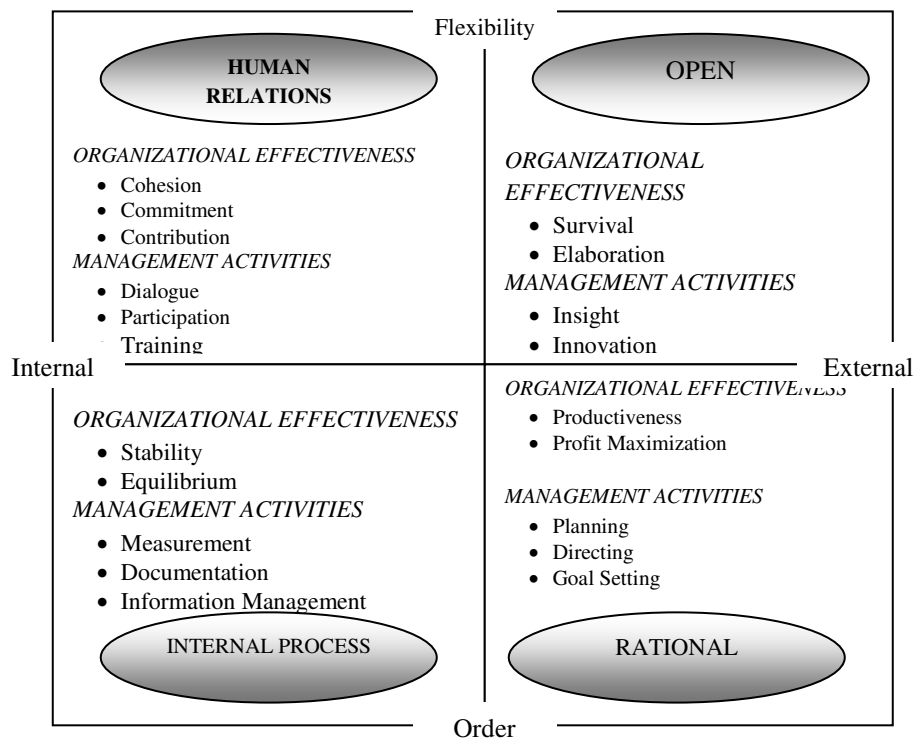 Flexibility
HUMAN
RELATIONS
ORGANIZATIONAL EFFECTIVENESS
• Cohesion
• Commitment
• Contribution
MANAGEMENT ACTIVITIES
• Dialogue
• Participation
• Training
OPEN
ORGANIZATIONAL
EFFECTIVENESS
• Survival
• Elaboration
MANAGEMENT ACTIVITIES
• Insight
• Innovation
Internal
External
ORGANIZATIONAL EFFECTIVENESS
• Stability
• Equilibrium
MANAGEMENT ACTIVITIES
• Measurement
• Documentation
• Information Management
INTERNAL PROCESS
ORGANIZATIONAL EFFECTIVENESS
• Productiveness
• Profit Maximization
MANAGEMENT ACTIVITIES
• Planning
• Directing
• Goal Setting
RATIONAL
Order